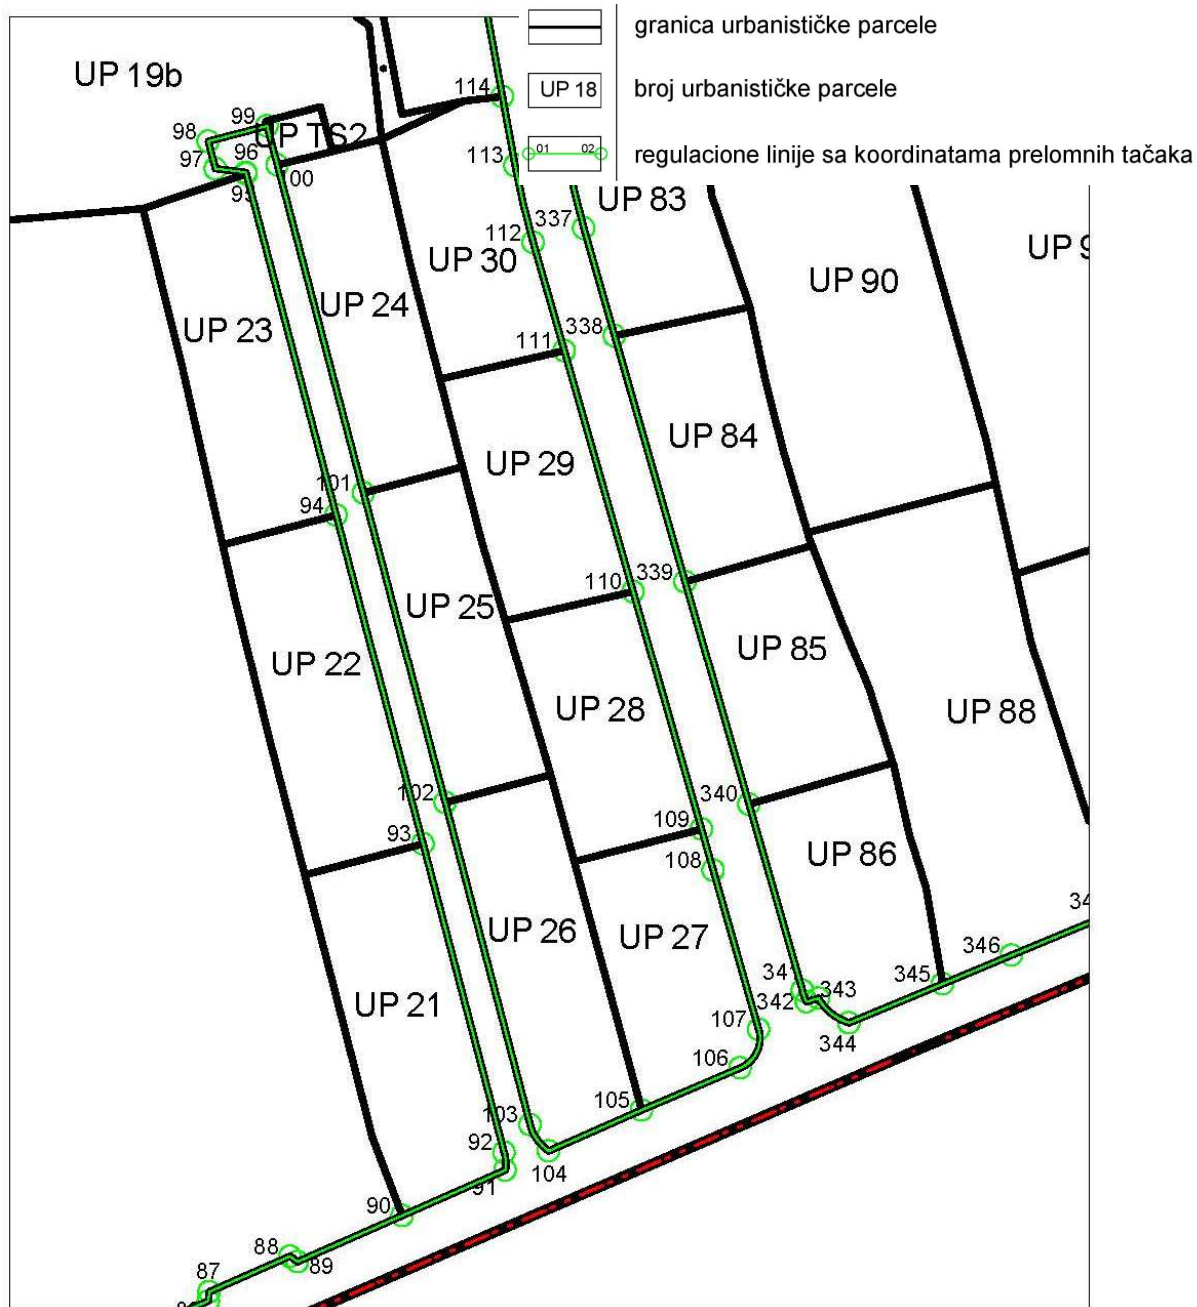 granica urbanističke parcele
UP 18
broj urbanističke parcele
01 02
regulacione linije sa koordinatama prelomnih tačaka
UP 19b
114
99
98
UP TS2
96
97
113
95
337
UP 83
112
UP 30
UP 90
UP 24
UP 23
338
111
UP 84
UP 29
101
94
339
110
UP 25
UP 85
UP 22
UP 28
UP 88
340
102
109
93
108
UP 86
UP 26
UP 27
346
345
341
UP 21
342
343
107
344
106
105
103
92
104
91
90
88
89
87